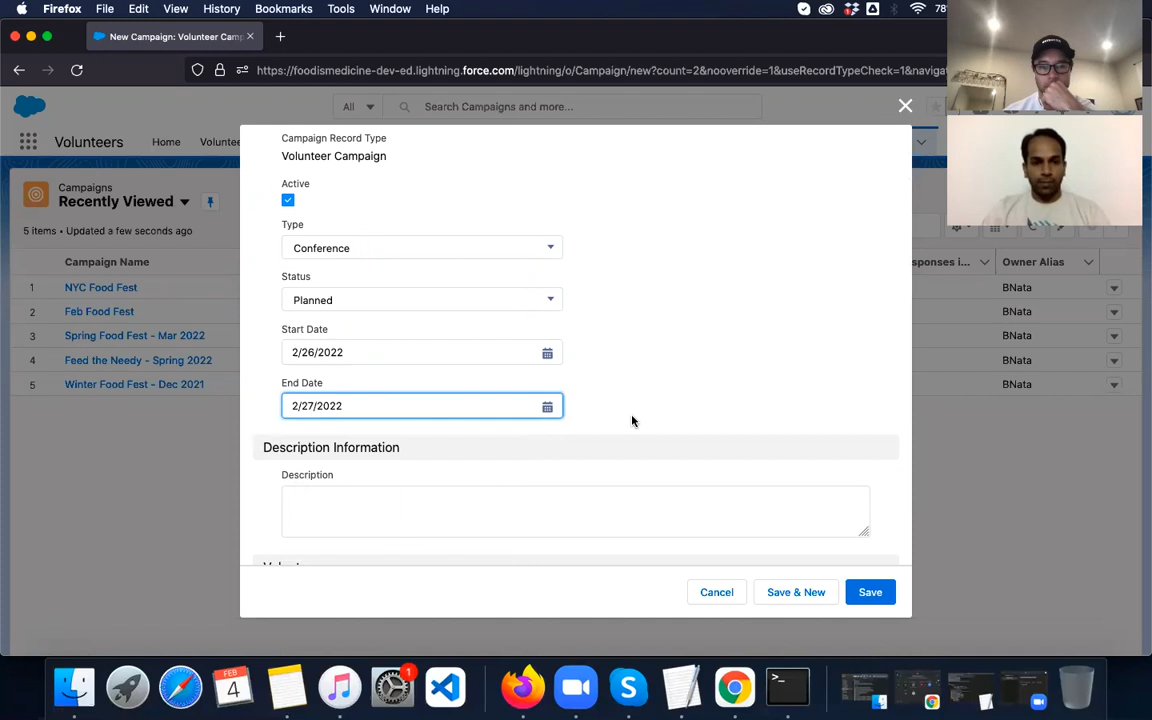 Firefox File Edit View History Bookmarks Tools Window Help 78
New Campaign: Volunteer Camp
https://foodismedicine-dev-ed.lightning.force.com/lightning/o/Campaign/new?count=2&nooverride=1&useRecordTypeCheck=1&navigat
All Search Campaigns and more...
Volunteers Home Voluntee
Campaign Record Type
Volunteer Campaign
Campaigns
Recently Viewed
5 items • Updated a few seconds ago
Active
Type
Conference
Campaign Name
sponses i... Owner Alias
Status
1 NYC Food Fest BNata
Planned
2 Feb Food Fest BNata
Start Date
3 Spring Food Fest - Mar 2022 BNata
2/26/2022
4 Feed the Needy - Spring 2022 BNata
End Date
5 Winter Food Fest - Dec 2021 BNata
2/27/2022
Description Information
Description
Cancel Save & New Save
FEB
4
1